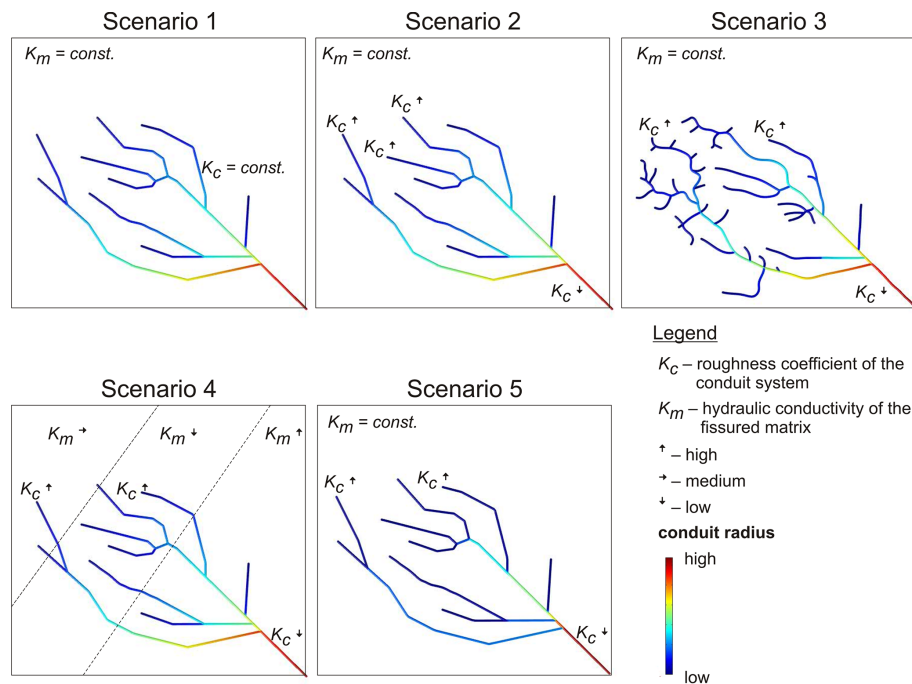 Scenario 1
Scenario 2
Scenario 3
Km = const.
Kc = const.
Km = const.
Kc ↑
Kc ↑
Kc ↑
Kc ↓
Km = const.
Kc ↑
Kc ↑
Kc ↓
Scenario 4
Scenario 5
Km →
Km ↓
Km ↑
Kc ↑
Kc ↑
Kc ↓
Km = const.
Kc ↑
Kc ↑
Kc ↓
Legend
Kc – roughness coefficient of the
conduit system
Km – hydraulic conductivity of the
fissured matrix
↑ – high
→ – medium
↓ – low
conduit radius
high
low